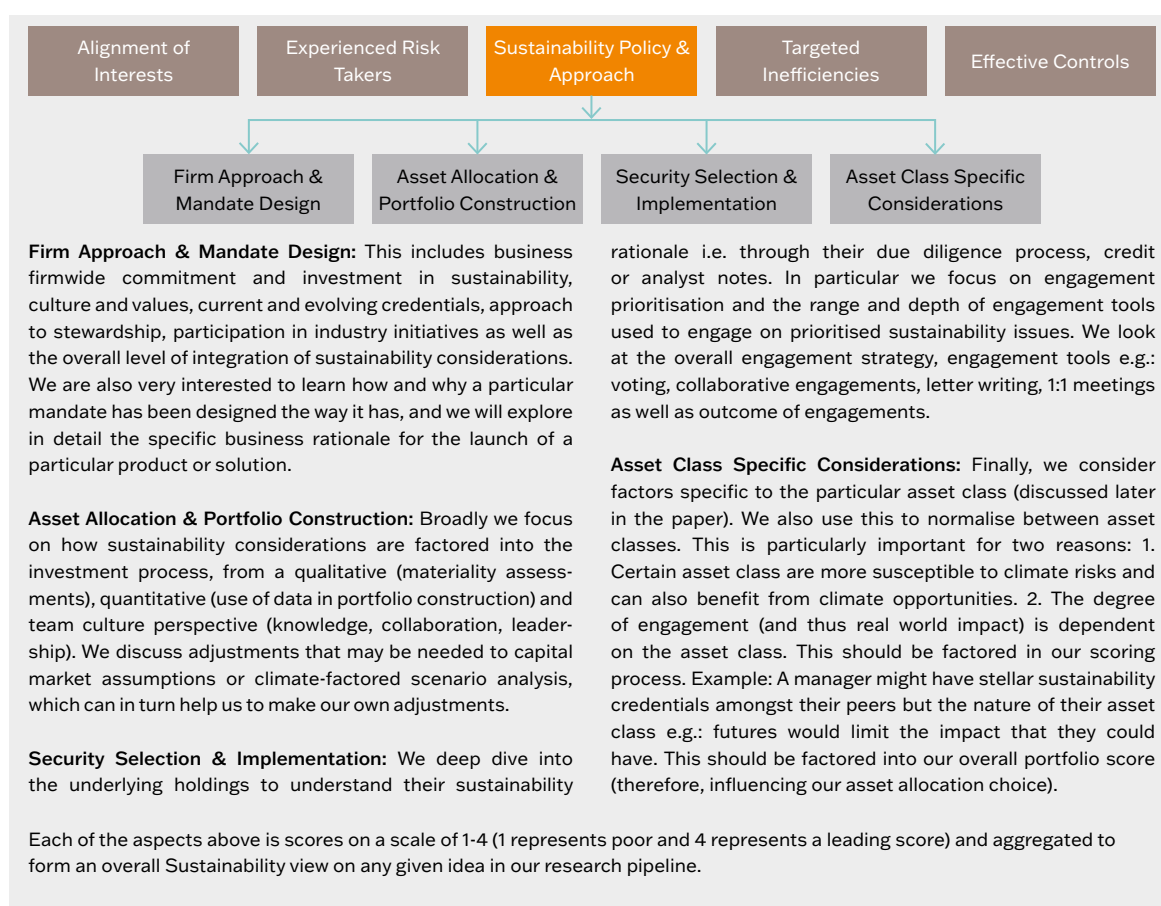 Alignment of
Interests
Experienced Risk
Takers
Sustainability Policy &
Approach
Targeted
Inefficiencies
Effective Controls
Firm Approach &
Mandate Design
Asset Allocation &
Portfolio Construction
Security Selection &
Implementation
Asset Class Specific
Considerations
Firm Approach & Mandate Design: This includes business
firmwide commitment and investment in sustainability,
culture and values, current and evolving credentials, approach
to stewardship, participation in industry initiatives as well as
the overall level of integration of sustainability considerations.
We are also very interested to learn how and why a particular
mandate has been designed the way it has, and we will explore
in detail the specific business rationale for the launch of a
particular product or solution.
Asset Allocation & Portfolio Construction: Broadly we focus
on how sustainability considerations are factored into the
investment process, from a qualitative (materiality assess-
ments), quantitative (use of data in portfolio construction) and
team culture perspective (knowledge, collaboration, leader-
ship). We discuss adjustments that may be needed to capital
market assumptions or climate-factored scenario analysis,
which can in turn help us to make our own adjustments.
Security Selection & Implementation: We deep dive into
the underlying holdings to understand their sustainability
rationale i.e. through their due diligence process, credit
or analyst notes. In particular we focus on engagement
prioritisation and the range and depth of engagement tools
used to engage on prioritised sustainability issues. We look
at the overall engagement strategy, engagement tools e.g.:
voting, collaborative engagements, letter writing, 1:1 meetings
as well as outcome of engagements.
Asset Class Specific Considerations: Finally, we consider
factors specific to the particular asset class (discussed later
in the paper). We also use this to normalise between asset
classes. This is particularly important for two reasons: 1.
Certain asset class are more susceptible to climate risks and
can also benefit from climate opportunities. 2. The degree
of engagement (and thus real world impact) is dependent
on the asset class. This should be factored in our scoring
process. Example: A manager might have stellar sustainability
credentials amongst their peers but the nature of their asset
class e.g.: futures would limit the impact that they could
have. This should be factored into our overall portfolio score
(therefore, influencing our asset allocation choice).
Each of the aspects above is scores on a scale of 1-4 (1 represents poor and 4 represents a leading score) and aggregated to
form an overall Sustainability view on any given idea in our research pipeline.